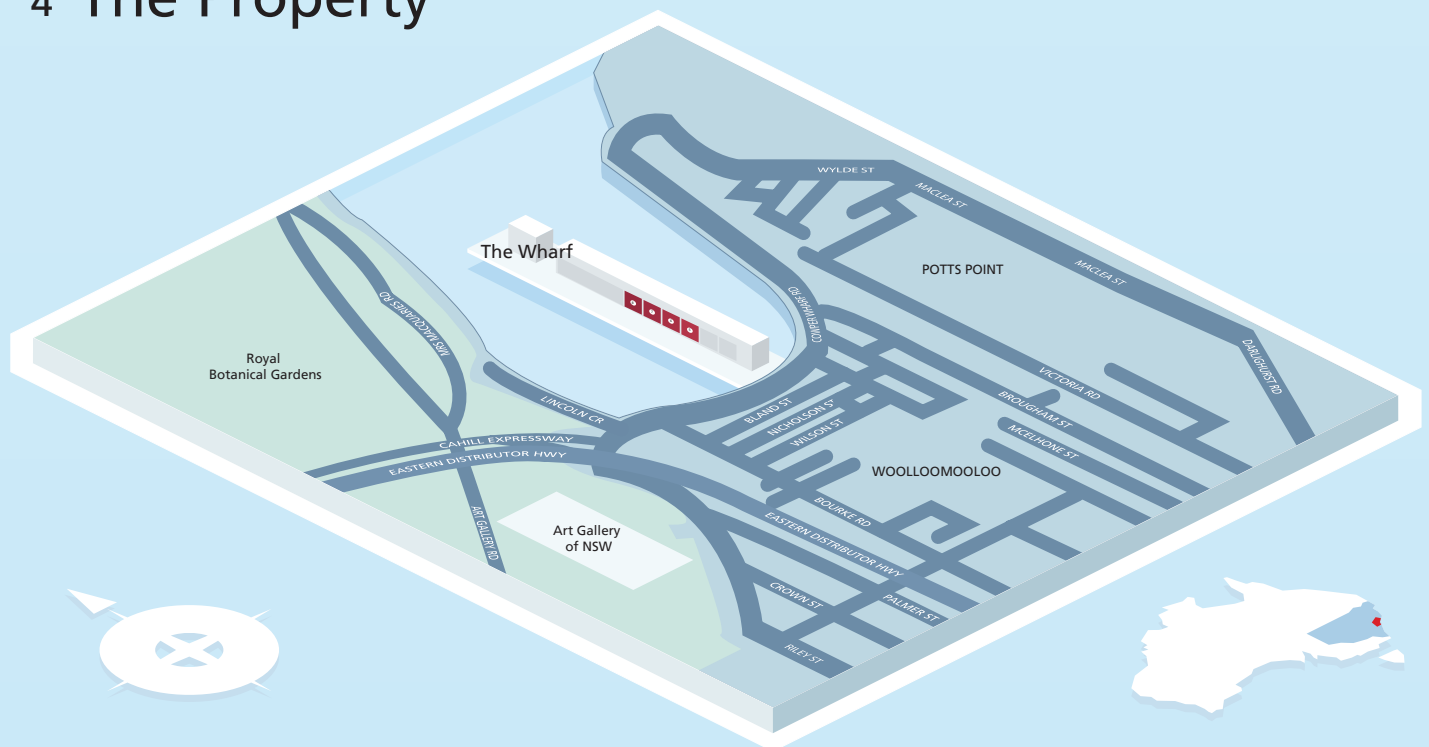 4 The Property
WYLDE ST
MACLEA ST
The Wharf
POTTS POINT
MACLEA ST
COWPER WHARF RD
MRS MACQUARIES RD
Royal
Botanical Gardens
DARLIGHURST RD
VICTORIA RD
LINCOLN CR
BLAND ST
NICHOLSON ST
WILSON ST
BROUGHAM ST
MCELHONE ST
CAHILL EXPRESSWAY
EASTERN DISTRIBUTOR HWY
WOOLLOOMOOLOO
BOURKE RD
ART GALLERY RD
Art Gallery
of NSW
EASTERN DISTRIBUTOR HWY
CROWN ST
PALMER ST
RILEY ST